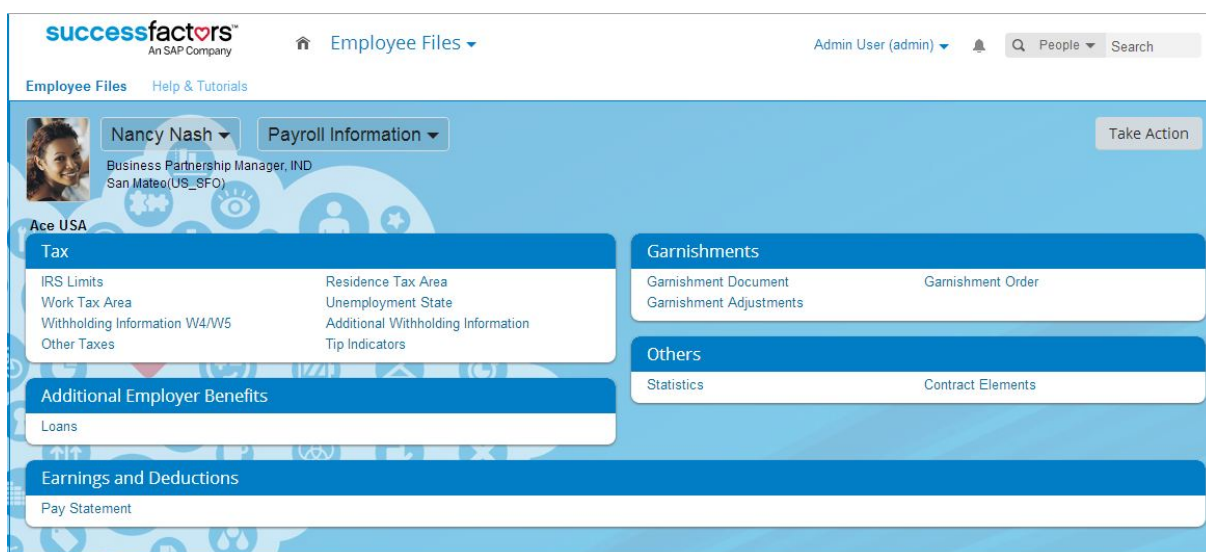 successfactors™
An SAP Company
Employee Files
Admin User (admin)
People
Search
Employee Files
Help & Tutorials
Nancy Nash
Payroll Information
Take Action
Business Partnership Manager, IND
San Mateo(US_SFO)
Ace USA
Tax
IRS Limits
Residence Tax Area
Work Tax Area
Unemployment State
Withholding Information W4/W5
Additional Withholding Information
Other Taxes
Tip Indicators
Garnishments
Garnishment Document
Garnishment Order
Garnishment Adjustments
Others
Statistics
Contract Elements
Additional Employer Benefits
Loans
Earnings and Deductions
Pay Statement